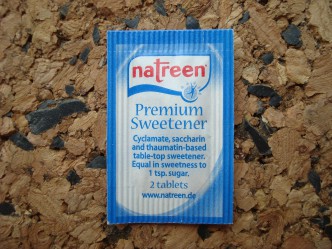 natreen®
Premium
Sweetener
Cyclamate, saccharin
and thaumatin-based
table-top sweetener.
Equal in sweetness to
1 tsp. sugar.
2 tablets
www.natreen.de